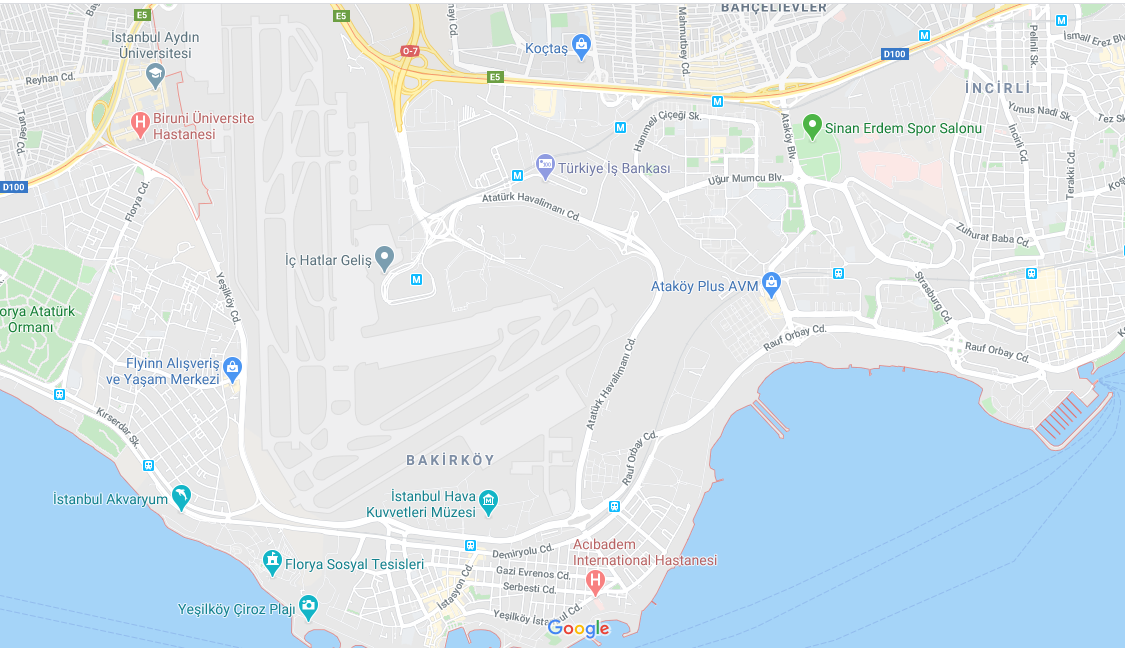 E5
E5
BAHÇELİEVLER
M
M
İstanbul Aydın
Üniversitesi
O-7
Koçtaş
Mahmutbey Cd.
D100
Pelinli Sk.
İsmail Erez Blv
Reyhan Cd.
E5
İNCİRLİ
Tansel Cd.
Biruni Üniversite
Hastanesi
M
M
Hanımeli Çiçeği Sk.
Ataköy Blv
Sinan Erdem Spor Salonu
Yunus Nadi Sk.
Tez Sk
İncirli Cd.
Terakki Cd.
D100
Florya Cd.
M
Türkiye İş Bankası
Uğur Mumcu Blv.
Koşu
Atatürk Havalimanı Cd.
Zuhurat Baba Cd.
İç Hatlar Geliş
M
Yeşilköy Cd.
Ataköy Plus AVM
Strasburg Cd.
orya Atatürk
Ormanı
Rauf Orbay Cd.
Rauf Orbay Cd.
Flyinn Alışveriş
ve Yaşam Merkezi
Atatürk Havalimanı Cd.
Kırserdar Sk.
Rauf Orbay Cd.
BAKIRKÖY
İstanbul Akvaryum
İstanbul Hava
Kuvvetleri Müzesi
Acıbadem
International Hastanesi
Demiryolu Cd.
Florya Sosyal Tesisleri
Gazi Evrenos Cd.
Serbesti Cd.
İstasyon Cd.
Yeşilköy Çiroz Plajı
Yeşilköy İstanbul Cd.
Google